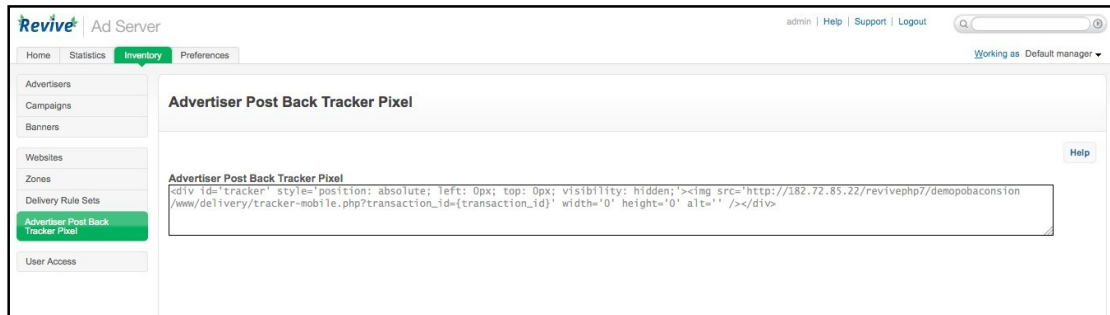 Revive Ad Server
admin | Help | Support | Logout
Home Statistics Inventory Preferences
Working as Default manager
Advertisers
Campaigns
Banners
Websites
Zones
Delivery Rule Sets
Advertiser Post Back
Tracker Pixel
User Access
Advertiser Post Back Tracker Pixel
Help
Advertiser Post Back Tracker Pixel
<div id='tracker' style='position: absolute; left: 0px; top: 0px; visibility: hidden;'><img src='http://182.72.85.22/revivephp7/demopobaconsion
/www/delivery/tracker-mobile.php?transaction_id={transaction_id}' width='0' height='0' alt='' /></div>